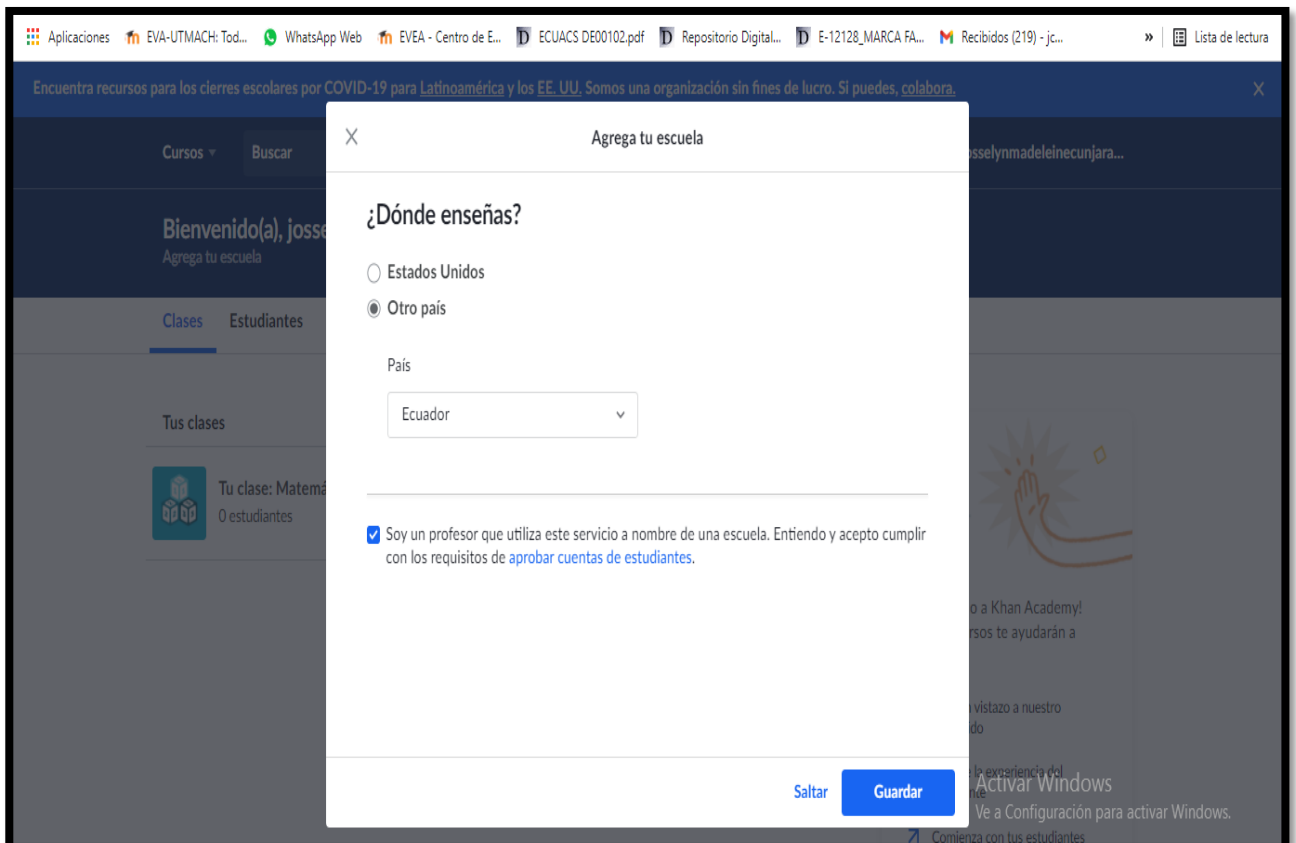 Aplicaciones EVA-UTMACH: Tod... WhatsApp Web EVEA - Centro de E... ECUACS DE00102.pdf Repositorio Digital... E-12128_MARCA FA... Recibidos (219) - jc... » Lista de lectura
Encuentra recursos para los cierres escolares por COVID-19 para Latinoamérica y los EE. UU. Somos una organización sin fines de lucro. Si puedes, colabora. X
Cursos Buscar
osselynmadeleinecunjara...
Bienvenido(a), josse
Agrega tu escuela
Clases Estudiantes
Tus clases
Tu clase: Matemá
0 estudiantes
X Agrega tu escuela
¿Dónde enseñas?
Estados Unidos
Otro país
País
Ecuador
Soy un profesor que utiliza este servicio a nombre de una escuela. Entiendo y acepto cumplir
con los requisitos de aprobar cuentas de estudiantes.
Saltar Guardar
o a Khan Academy!
rsos te ayudarán a
vistazo a nuestro
ido
la experiencia del
Activar Windows
Ve a Configuración para activar Windows.
Comienza con tus estudiantes